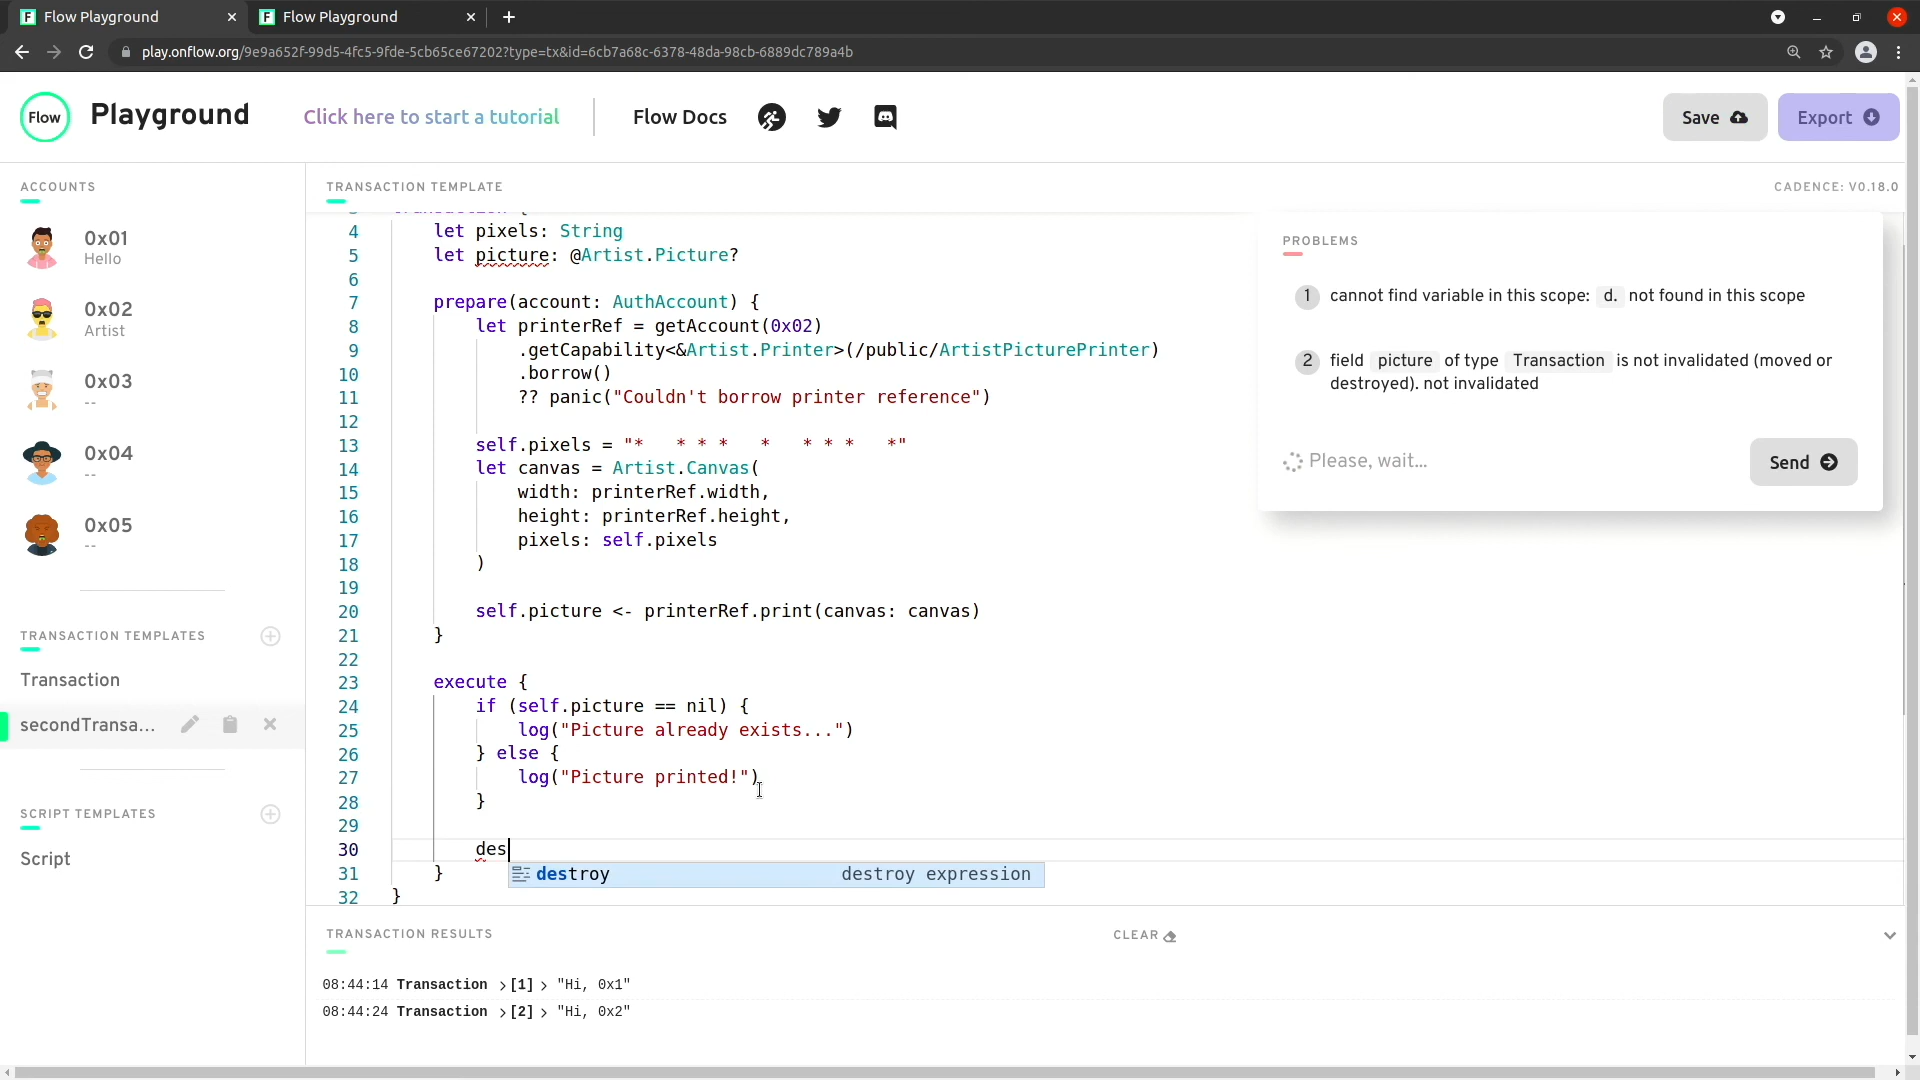 Flow Playground
Flow Playground
play.onflow.org/9e9a652f-99d5-4fc5-9fde-5cb65ce67202?type=tx&id=6cb7a68c-6378-48da-98cb-6889dc789a4b
Flow
Playground
Click here to start a tutorial
Flow Docs
Save
Export
ACCOUNTS
0x01
Hello
0x02
Artist
0x03
--
0x04
--
0x05
--
TRANSACTION TEMPLATES
Transaction
secondTransa...
SCRIPT TEMPLATES
Script
TRANSACTION TEMPLATE
CADENCE: V0.18.0
4 let pixels: String
5 let picture: @Artist.Picture?
6
7 prepare(account: AuthAccount) {
8 let printerRef = getAccount(0x02)
9 .getCapability<&Artist.Printer>(/public/ArtistPicturePrinter)
10 .borrow()
11 ?? panic("Couldn't borrow printer reference")
12
13 self.pixels = "*   * * *   *   * * *   *"
14 let canvas = Artist.Canvas(
15 width: printerRef.width,
16 height: printerRef.height,
17 pixels: self.pixels
18 )
19
20 self.picture <- printerRef.print(canvas: canvas)
21 }
22
23 execute {
24 if (self.picture == nil) {
25 log("Picture already exists...")
26 } else {
27 log("Picture printed!")
28 }
29
30 des
31 }
destroy destroy expression
32 }
PROBLEMS
1 cannot find variable in this scope: d. not found in this scope
2 field picture of type Transaction is not invalidated (moved or
destroyed). not invalidated
Please, wait...
Send
TRANSACTION RESULTS
CLEAR
08:44:14 Transaction >[1]> "Hi, 0x1"
08:44:24 Transaction >[2]> "Hi, 0x2"